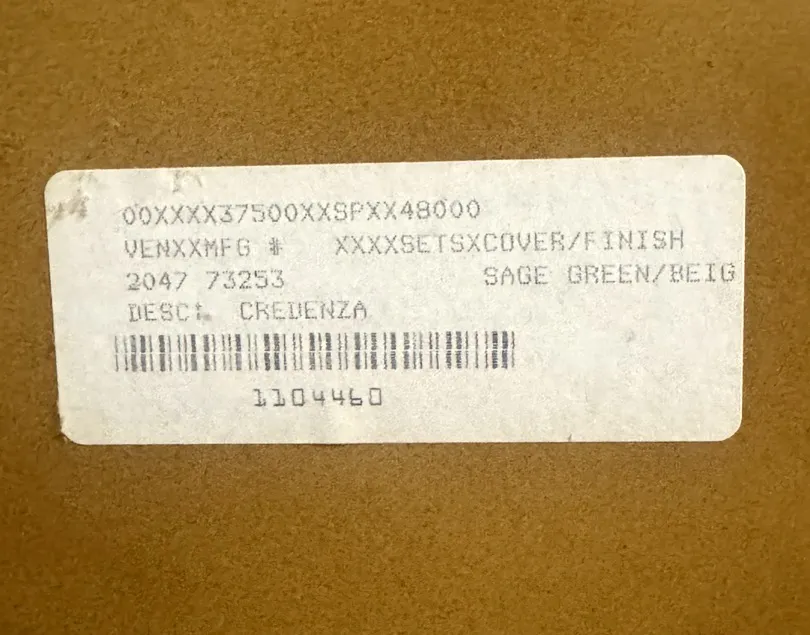 00XXXX37500XXSPXX48000
VENXXMFG #   XXXXSETSXCOVER/FINISH
2047 73253   SAGE GREEN/BEIG
DESC:  CREDENZA
1104460